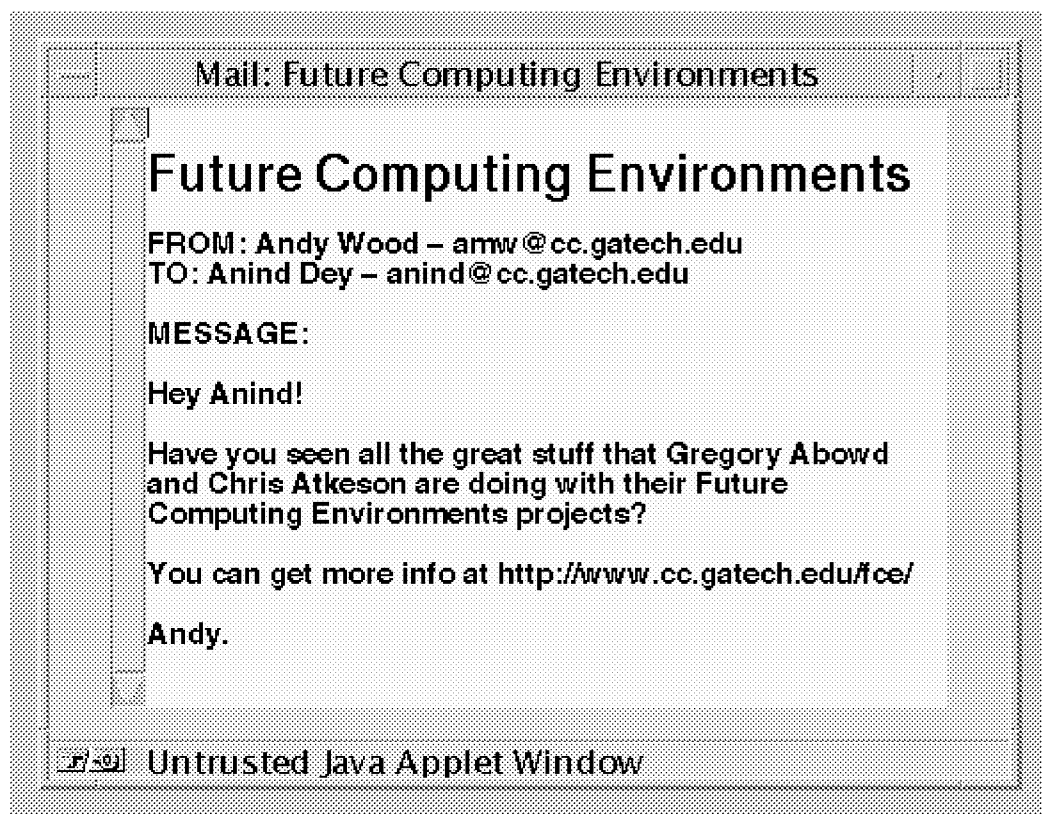 Mail: Future Computing Environments
Future Computing Environments
FROM: Andy Wood – amw@cc.gatech.edu
TO: Anind Dey – anind@cc.gatech.edu
MESSAGE:
Hey Anind!
Have you seen all the great stuff that Gregory Abowd
and Chris Atkeson are doing with their Future
Computing Environments projects?
You can get more info at http://www.cc.gatech.edu/fce/
Andy.
Untrusted Java Applet Window